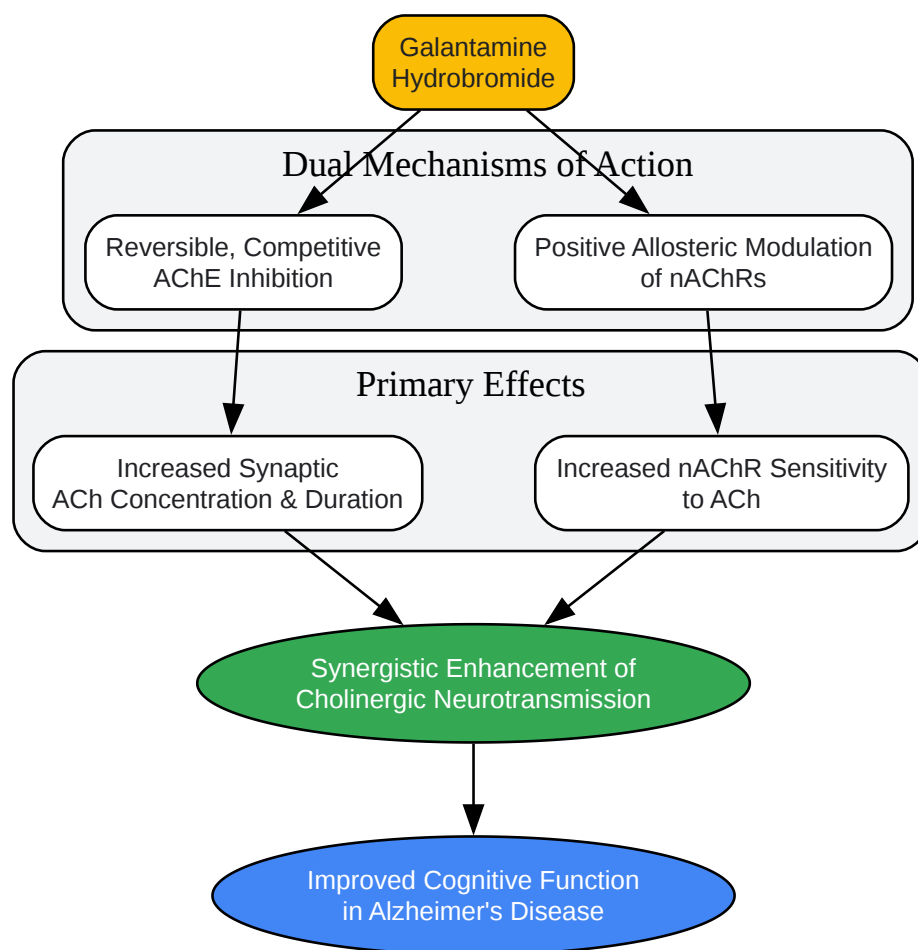 Galantamine
Hydrobromide
Dual Mechanisms of Action
Reversible, Competitive
AChE Inhibition
Positive Allosteric Modulation
of nAChRs
Primary Effects
Increased Synaptic
ACh Concentration & Duration
Increased nAChR Sensitivity
to ACh
Synergistic Enhancement of
Cholinergic Neurotransmission
Improved Cognitive Function
in Alzheimer's Disease